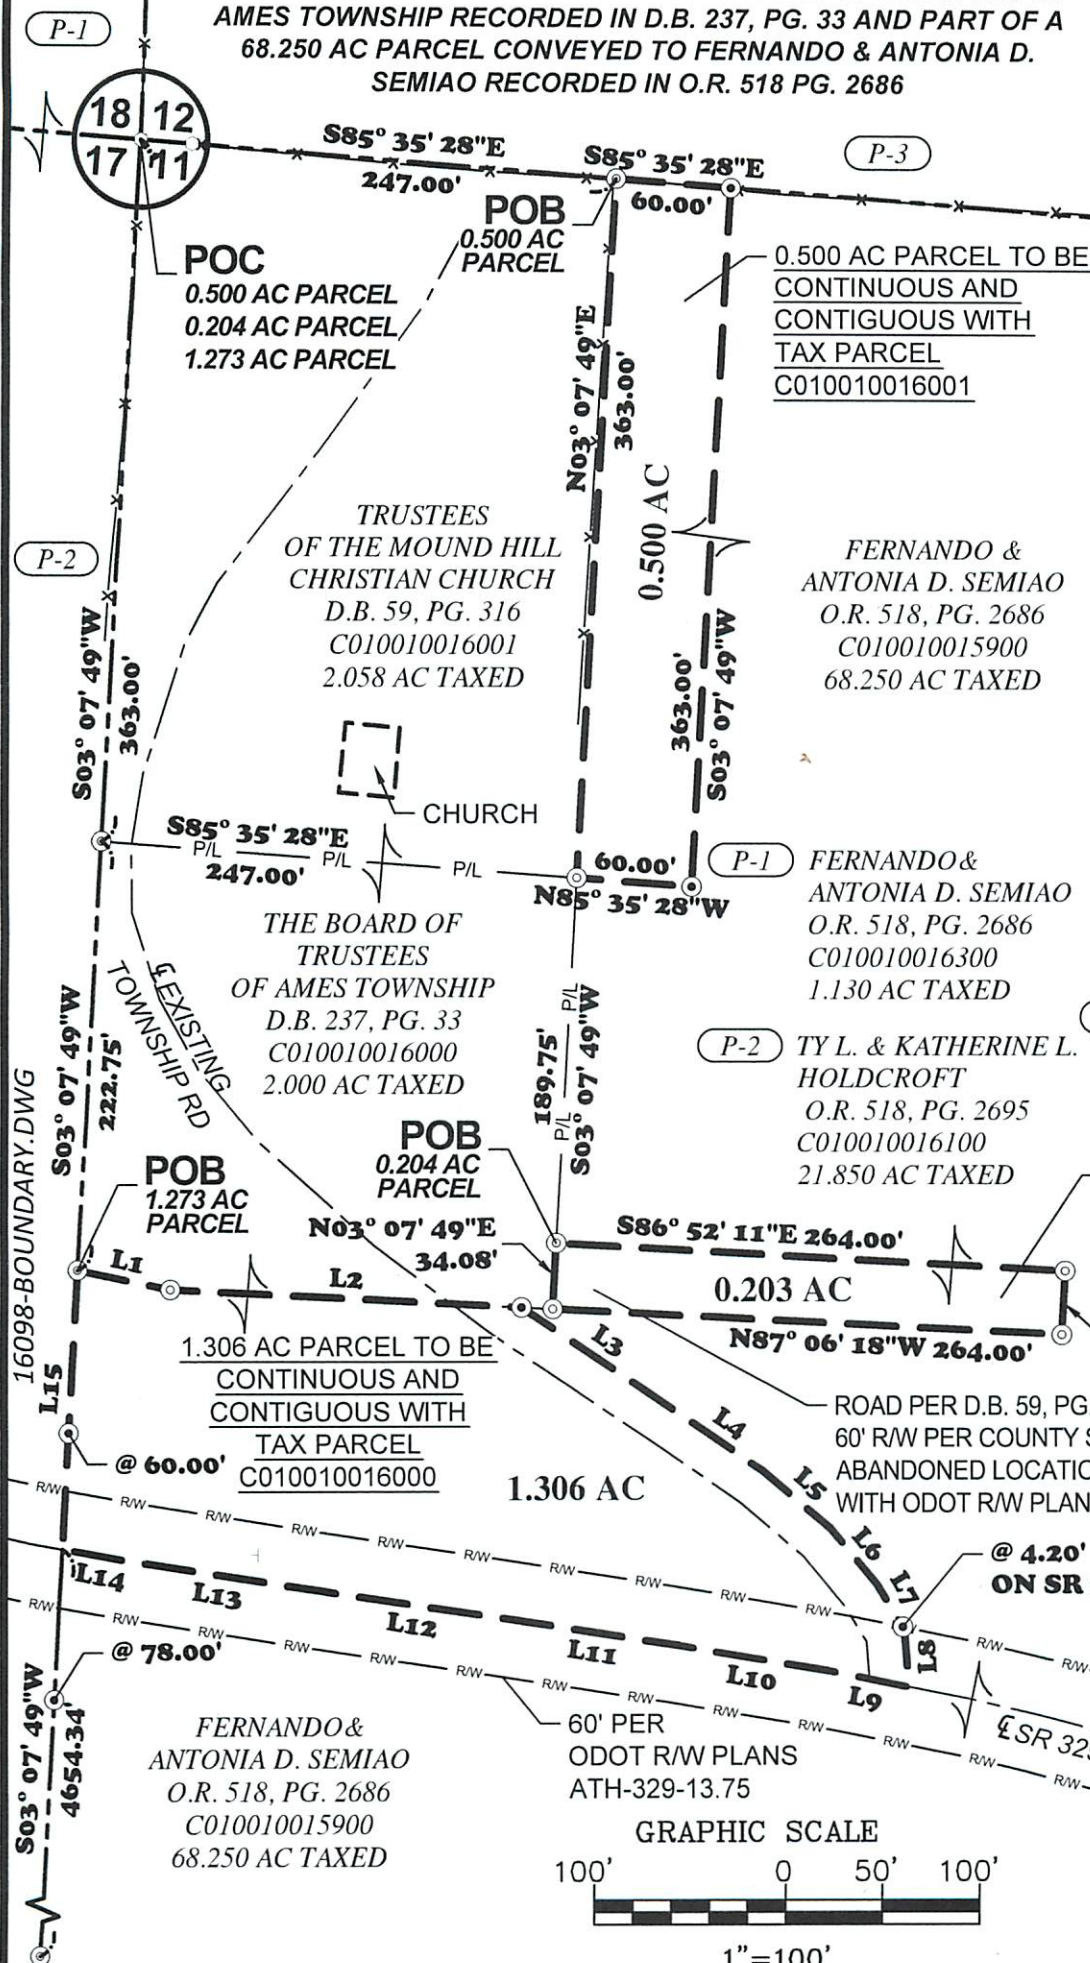 P-1
AMES TOWNSHIP RECORDED IN D.B. 237, PG. 33 AND PART OF A
68.250 AC PARCEL CONVEYED TO FERNANDO & ANTONIA D.
SEMIAO RECORDED IN O.R. 518 PG. 2686
18 12
17 11
S85° 35' 28"E
247.00'
S85° 35' 28"E
60.00'
P-3
POB
0.500 AC
PARCEL
POC
0.500 AC PARCEL
0.204 AC PARCEL
1.273 AC PARCEL
0.500 AC PARCEL TO BE
CONTINUOUS AND
CONTIGUOUS WITH
TAX PARCEL
C010010016001
N03° 07' 49"E
363.00'
0.500 AC
P-2
TRUSTEES
OF THE MOUND HILL
CHRISTIAN CHURCH
D.B. 59, PG. 316
C010010016001
2.058 AC TAXED
FERNANDO &
ANTONIA D. SEMIAO
O.R. 518, PG. 2686
C010010015900
68.250 AC TAXED
S03° 07' 49"W
363.00'
363.00'
S03° 07' 49"W
CHURCH
S85° 35' 28"E
P/L P/L P/L
247.00'
60.00'
N85° 35' 28"W
P-1 FERNANDO &
ANTONIA D. SEMIAO
O.R. 518, PG. 2686
C010010016300
1.130 AC TAXED
THE BOARD OF
TRUSTEES
OF AMES TOWNSHIP
D.B. 237, PG. 33
C010010016000
2.000 AC TAXED
℄ EXISTING
TOWNSHIP RD
S03° 07' 49"W
222.75'
189.75'
P/L P/L
S03° 07' 49"W
P-2 TY L. & KATHERINE L.
HOLDCROFT
O.R. 518, PG. 2695
C010010016100
21.850 AC TAXED
16098-BOUNDARY.DWG
POB
0.204 AC
PARCEL
POB
1.273 AC
PARCEL
N03° 07' 49"E
34.08'
S86° 52' 11"E 264.00'
0.203 AC
N87° 06' 18"W 264.00'
L1
L2
L3
1.306 AC PARCEL TO BE
CONTINUOUS AND
CONTIGUOUS WITH
TAX PARCEL
C010010016000
L15
@ 60.00'
L4
ROAD PER D.B. 59, PG
60' R/W PER COUNTY
ABANDONED LOCATIO
WITH ODOT R/W PLAN
1.306 AC
L5
L6
L7
@ 4.20'
ON SR
R/W R/W R/W R/W R/W R/W R/W R/W R/W R/W R/W
L14
L13
L12
L11
L10
L9
L8
R/W R/W R/W R/W R/W R/W R/W R/W R/W R/W R/W R/W R/W
@ 78.00'
S03° 07' 49"W
4654.34'
℄ SR 32
60' PER
ODOT R/W PLANS
ATH-329-13.75
FERNANDO &
ANTONIA D. SEMIAO
O.R. 518, PG. 2686
C010010015900
68.250 AC TAXED
GRAPHIC SCALE
100' 0 50' 100'
1"=100'